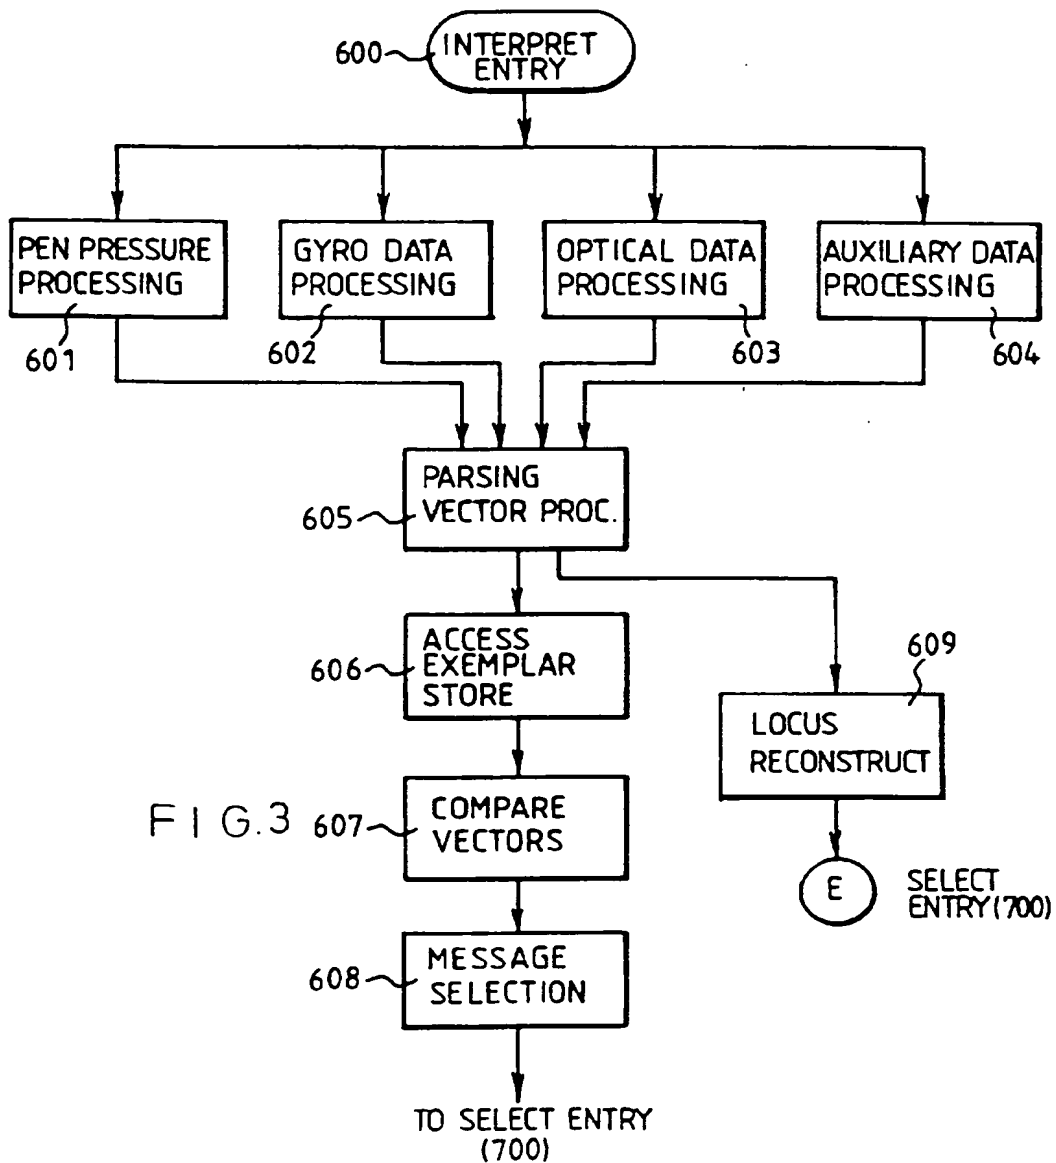 600
INTERPRET
ENTRY
PEN PRESSURE
PROCESSING
601
GYRO DATA
PROCESSING
602
OPTICAL DATA
PROCESSING
603
AUXILIARY DATA
PROCESSING
604
PARSING
VECTOR PROC.
605
ACCESS
EXEMPLAR
STORE
606
609
LOCUS
RECONSTRUCT
FIG.3
607
COMPARE
VECTORS
E
SELECT
ENTRY(700)
608
MESSAGE
SELECTION
TO SELECT ENTRY
(700)